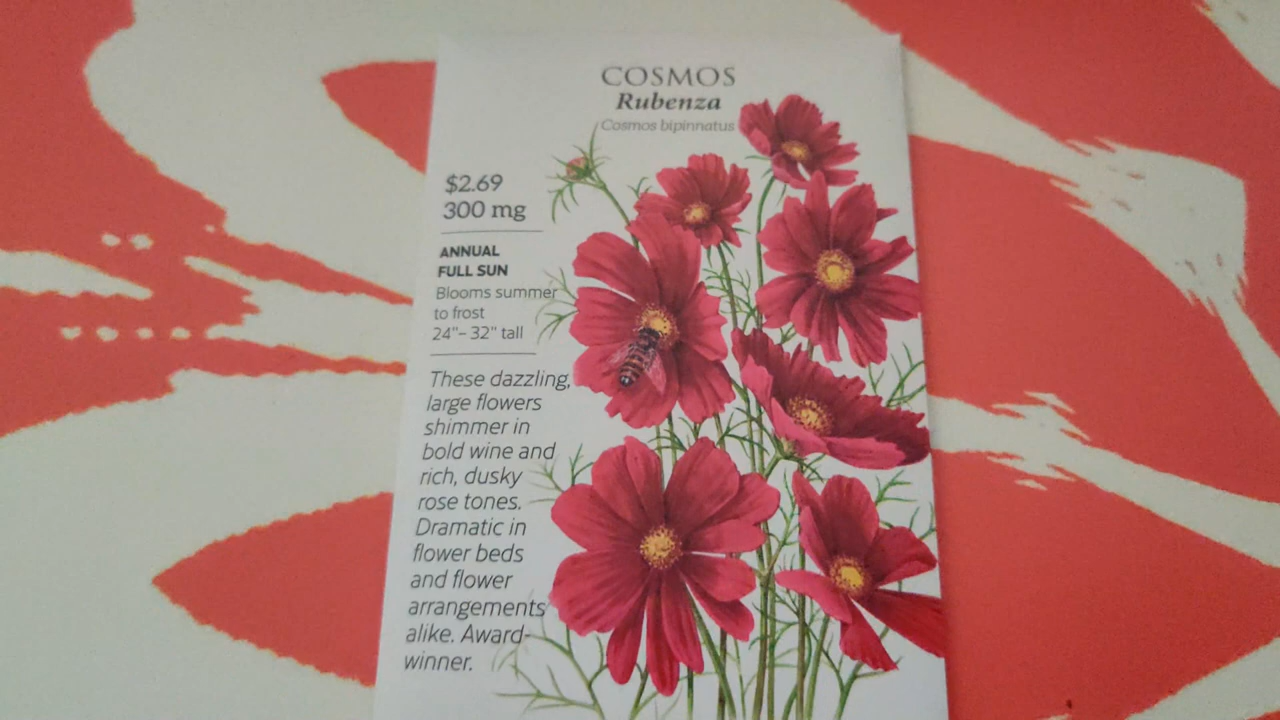 COSMOS
Rubenza
Cosmos bipinnatus
$2.69
300 mg
ANNUAL
FULL SUN
Blooms summer
to frost
24"– 32" tall
These dazzling,
large flowers
shimmer in
bold wine and
rich, dusky
rose tones.
Dramatic in
flower beds
and flower
arrangements
alike. Award-
winner.